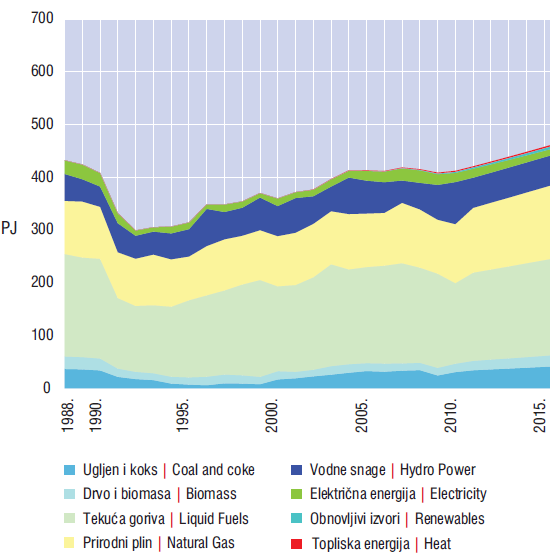 700
600
500
400
PJ
300
200
100
0
1988.
1990.
1995.
2000.
2005.
2010.
2015.
Ugljen i koks | Coal and coke
Vodne snage | Hydro Power
Drvo i biomasa | Biomass
Električna energija | Electricity
Tekuća goriva | Liquid Fuels
Obnovljivi izvori | Renewables
Prirodni plin | Natural Gas
Topliska energija | Heat